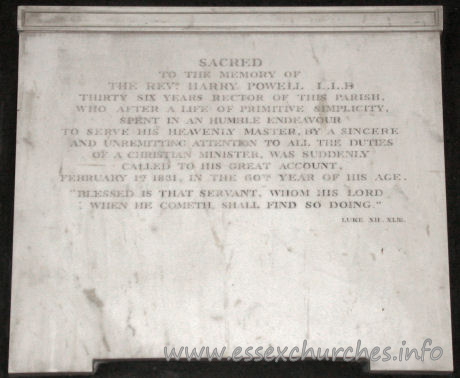 SACRED
TO THE MEMORY OF
THE REVD. HARRY POWELL L.L.B
THIRTY SIX YEARS RECTOR OF THIS PARISH,
WHO AFTER A LIFE OF PRIMITIVE SIMPLICITY,
SPENT IN AN HUMBLE ENDEAVOUR
TO SERVE HIS HEAVENLY MASTER, BY A SINCERE
AND UNREMITTING ATTENTION TO ALL THE DUTIES
OF A CHRISTIAN MINISTER, WAS SUDDENLY
CALLED TO HIS GREAT ACCOUNT,
FEBRUARY 1831, IN THE 60TH YEAR OF HIS AGE.
"BLESSED IS THAT SERVANT, WHOM HIS LORD
WHEN HE COMETH SHALL FIND SO DOING."
LUKE XII. XLIII.
www.essexchurches.info